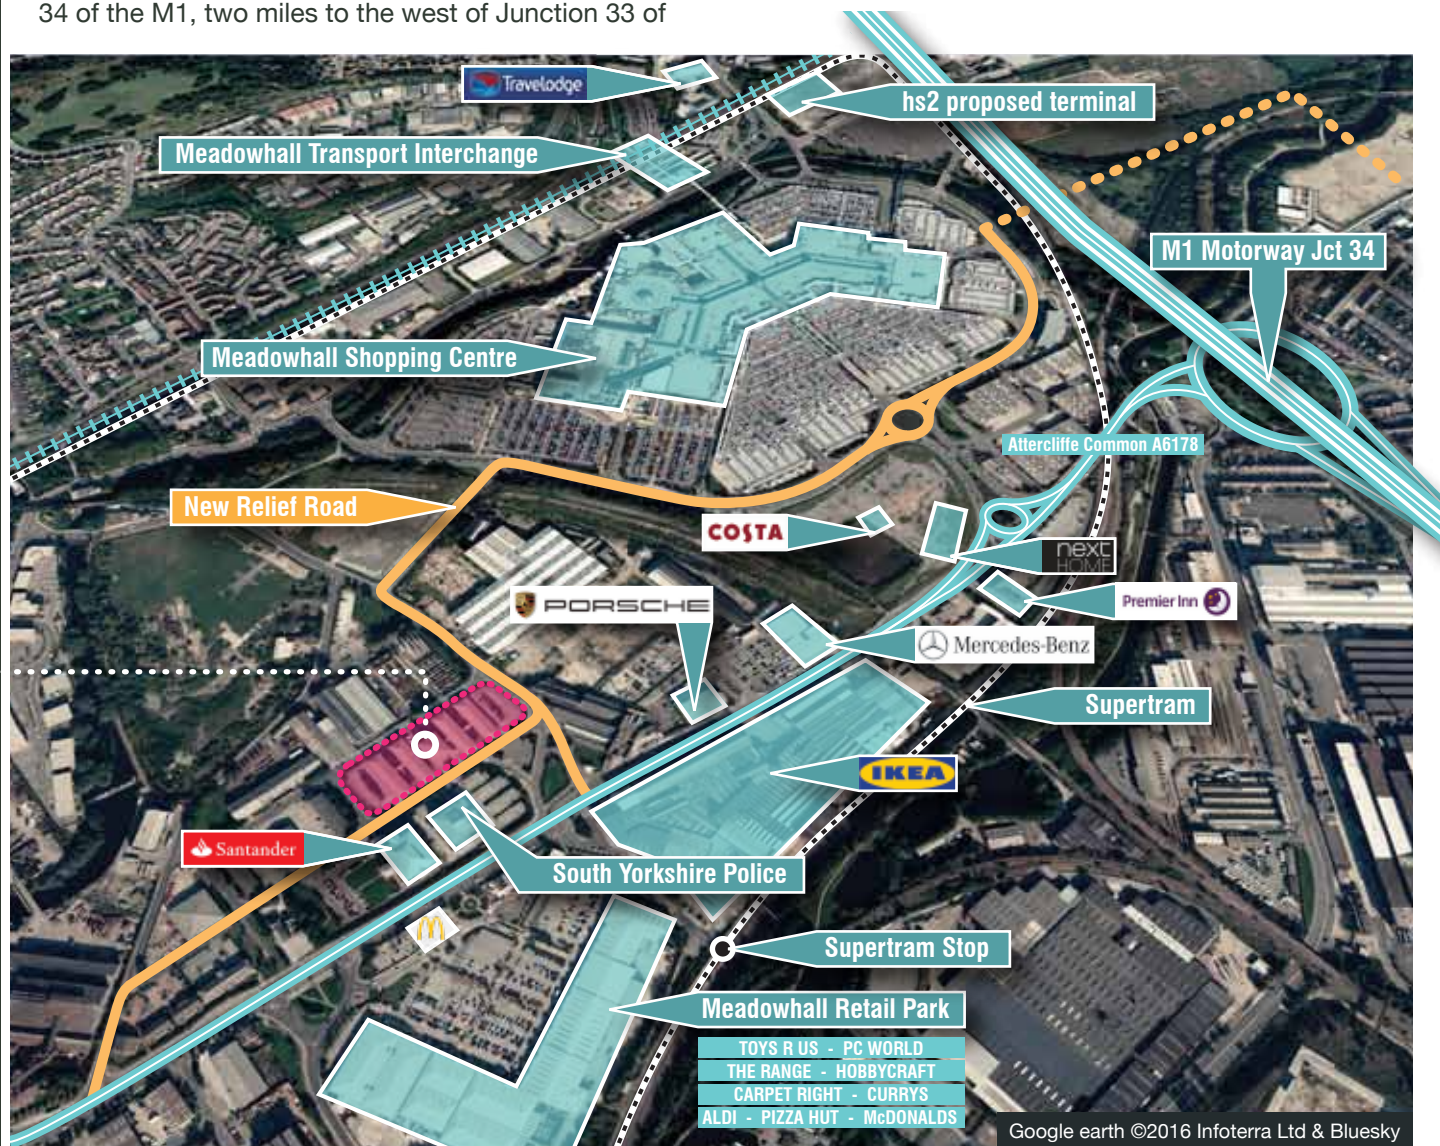 34 of the M1, two miles to the west of Junction 33 of
Travelodge
hs2 proposed terminal
Meadowhall Transport Interchange
M1 Motorway Jct 34
Meadowhall Shopping Centre
Attercliffe Common A6178
New Relief Road
COSTA
next
HOME
PORSCHE
Premier Inn
Mercedes-Benz
Supertram
IKEA
Santander
South Yorkshire Police
Supertram Stop
Meadowhall Retail Park
TOYS R US - PC WORLD
THE RANGE - HOBBYCRAFT
CARPET RIGHT - CURRYS
ALDI - PIZZA HUT - McDONALDS
Google earth ©2016 Infoterra Ltd & Bluesky